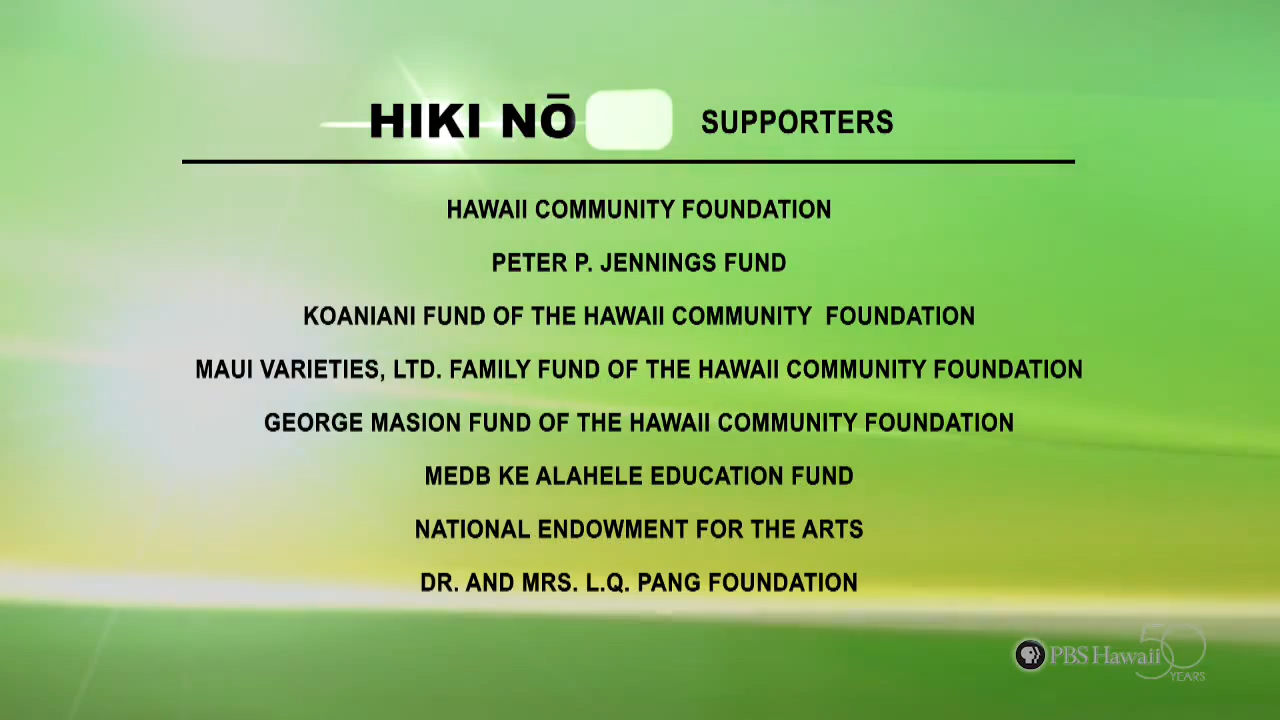 HIKI NŌ SUPPORTERS
HAWAII COMMUNITY FOUNDATION
PETER P. JENNINGS FUND
KOANIANI FUND OF THE HAWAII COMMUNITY  FOUNDATION
MAUI VARIETIES, LTD. FAMILY FUND OF THE HAWAII COMMUNITY FOUNDATION
GEORGE MASION FUND OF THE HAWAII COMMUNITY FOUNDATION
MEDB KE ALAHELE EDUCATION FUND
NATIONAL ENDOWMENT FOR THE ARTS
DR. AND MRS. L.Q. PANG FOUNDATION
PBS Hawaii 50
YEARS